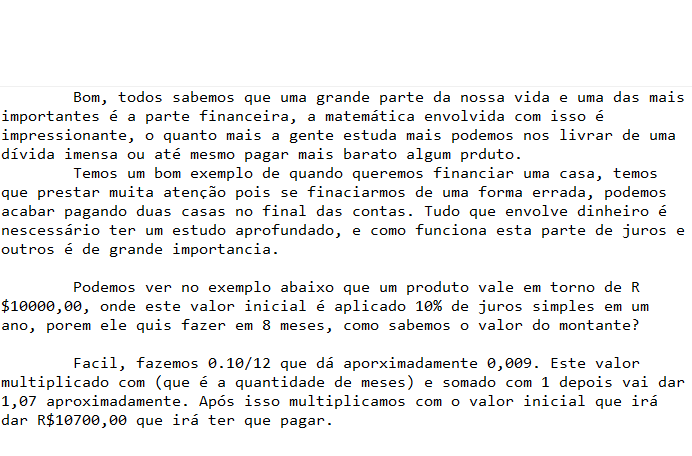 Bom, todos sabemos que uma grande parte da nossa vida e uma das mais
importantes é a parte financeira, a matemática envolvida com isso é
impressionante, o quanto mais a gente estuda mais podemos nos livrar de uma
dívida imensa ou até mesmo pagar mais barato algum prduto.
Temos um bom exemplo de quando queremos financiar uma casa, temos
que prestar muita atenção pois se finaciarmos de uma forma errada, podemos
acabar pagando duas casas no final das contas. Tudo que envolve dinheiro é
nescessário ter um estudo aprofundado, e como funciona esta parte de juros e
outros é de grande importancia.
Podemos ver no exemplo abaixo que um produto vale em torno de R
$10000,00, onde este valor inicial é aplicado 10% de juros simples em um
ano, porem ele quis fazer em 8 meses, como sabemos o valor do montante?
Facil, fazemos 0.10/12 que dá aporximadamente 0,009. Este valor
multiplicado com (que é a quantidade de meses) e somado com 1 depois vai dar
1,07 aproximadamente. Após isso multiplicamos com o valor inicial que irá
dar R$10700,00 que irá ter que pagar.